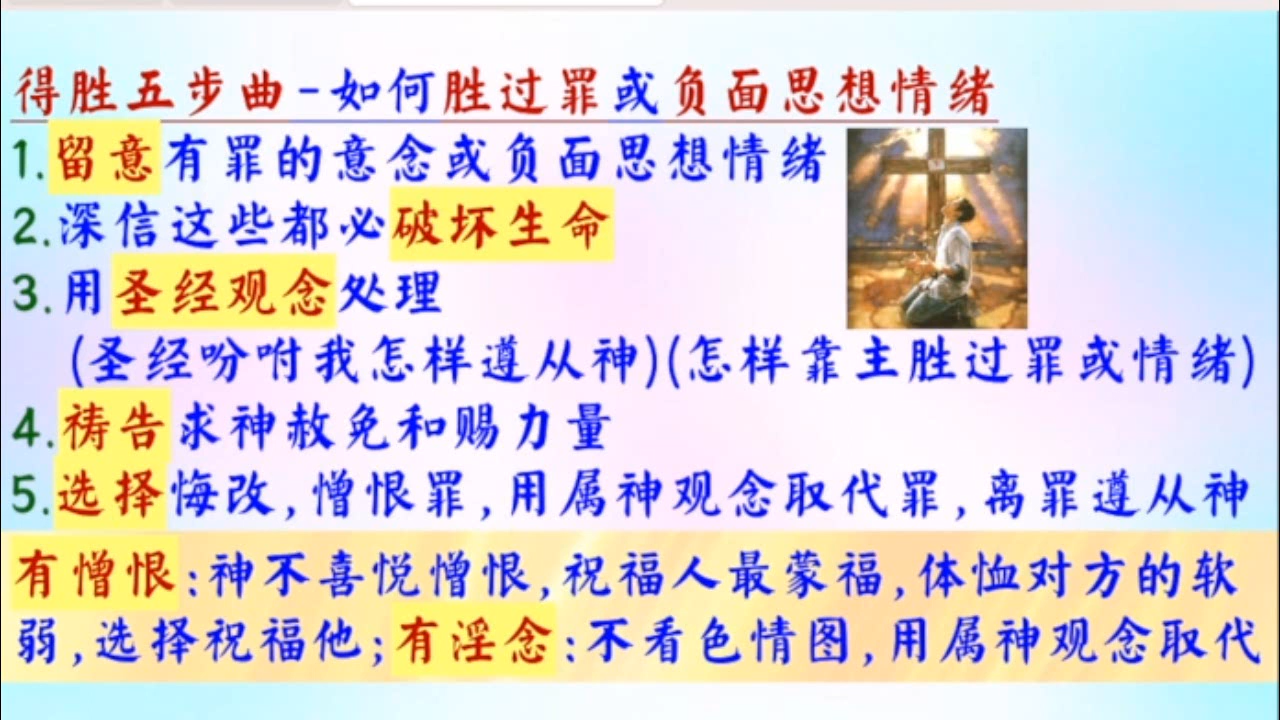 得胜五步曲-如何胜过罪或负面思想情绪
1.留意有罪的意念或负面思想情绪
2.深信这些都必破坏生命
3.用圣经观念处理
(圣经吩咐我怎样遵从神)(怎样靠主胜过罪或情绪)
4.祷告求神赦免和赐力量
5.选择悔改,憎恨罪,用属神观念取代罪,离罪遵从神
有憎恨:神不喜悦憎恨,祝福人最蒙福,体恤对方的软
弱,选择祝福他;有淫念:不看色情图,用属神观念取代